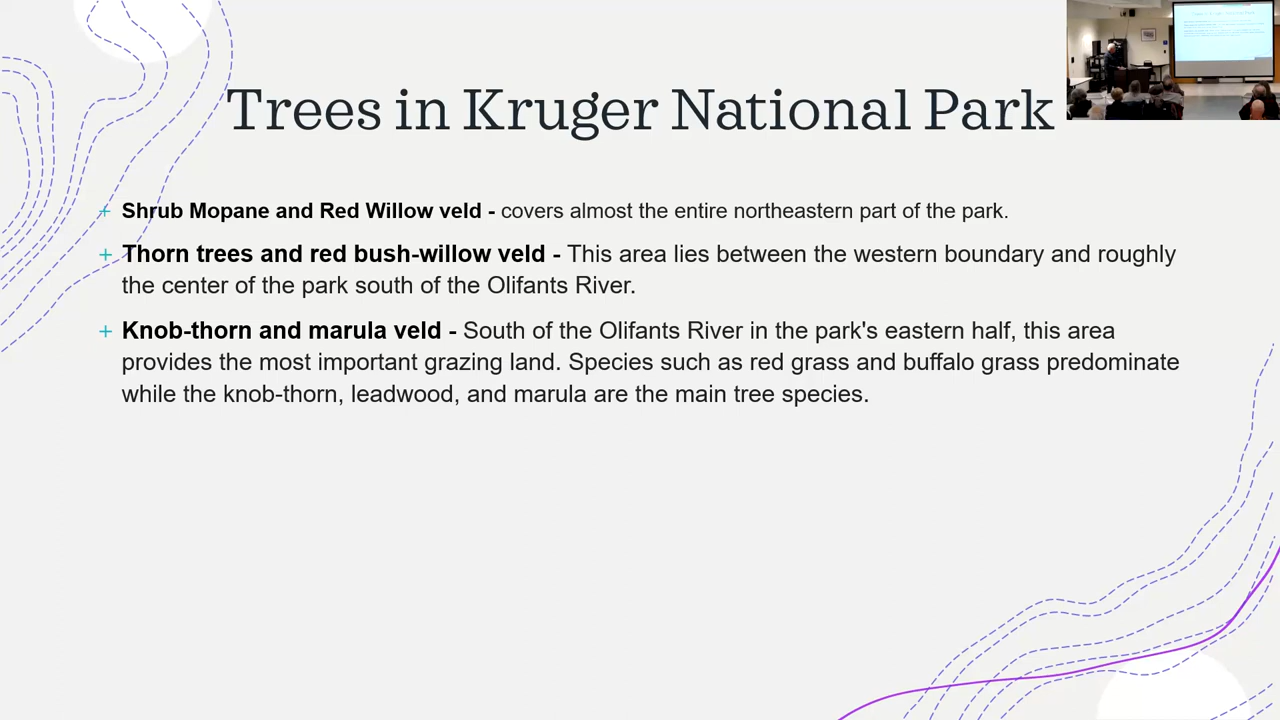 Trees in Kruger National Park
+ Shrub Mopane and Red Willow veld - covers almost the entire northeastern part of the park.
+ Thorn trees and red bush-willow veld - This area lies between the western boundary and roughly
the center of the park south of the Olifants River.
+ Knob-thorn and marula veld - South of the Olifants River in the park's eastern half, this area
provides the most important grazing land. Species such as red grass and buffalo grass predominate
while the knob-thorn, leadwood, and marula are the main tree species.